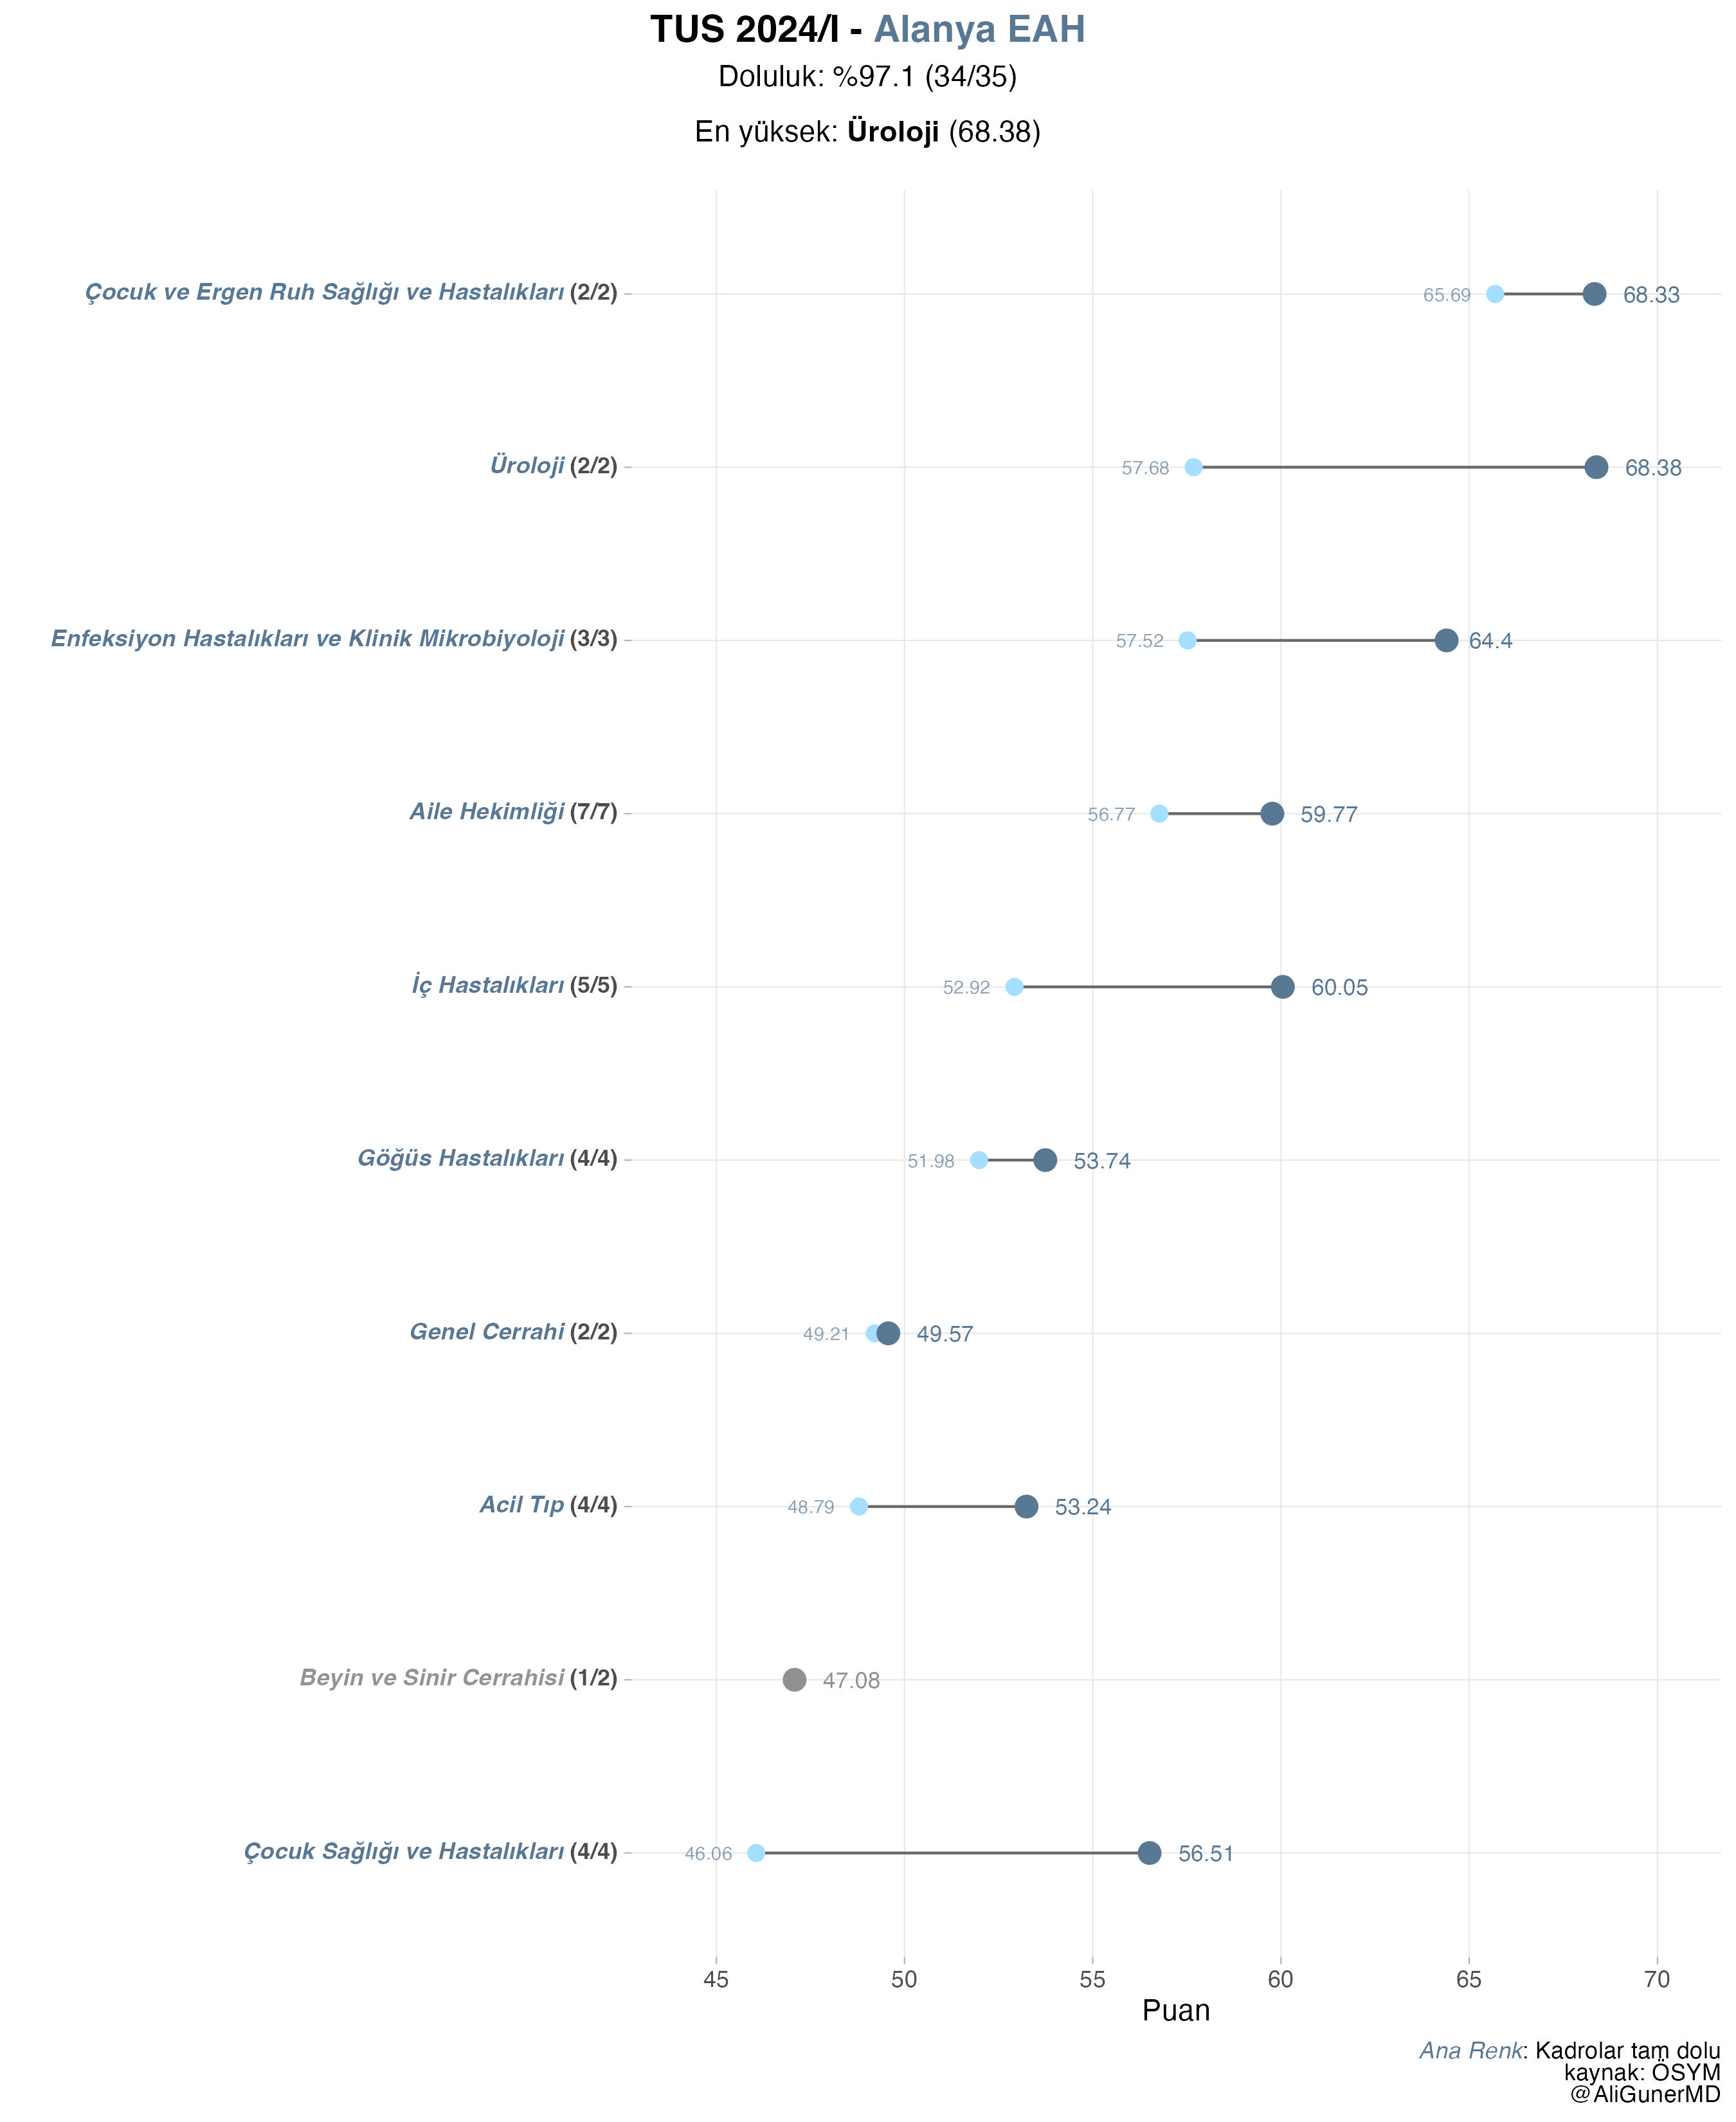 TUS 2024/I - Alanya EAH
Doluluk: %97.1 (34/35)
En yüksek: Üroloji (68.38)
Çocuk ve Ergen Ruh Sağlığı ve Hastalıkları (2/2) 65.69 68.33
Üroloji (2/2) 57.68 68.38
Enfeksiyon Hastalıkları ve Klinik Mikrobiyoloji (3/3) 57.52 64.4
Aile Hekimliği (7/7) 56.77 59.77
İç Hastalıkları (5/5) 52.92 60.05
Göğüs Hastalıkları (4/4) 51.98 53.74
Genel Cerrahi (2/2) 49.21 49.57
Acil Tıp (4/4) 48.79 53.24
Beyin ve Sinir Cerrahisi (1/2) 47.08
Çocuk Sağlığı ve Hastalıkları (4/4) 46.06 56.51
45 50 55 60 65 70
Puan
Ana Renk: Kadrolar tam dolu
kaynak: ÖSYM
@AliGunerMD